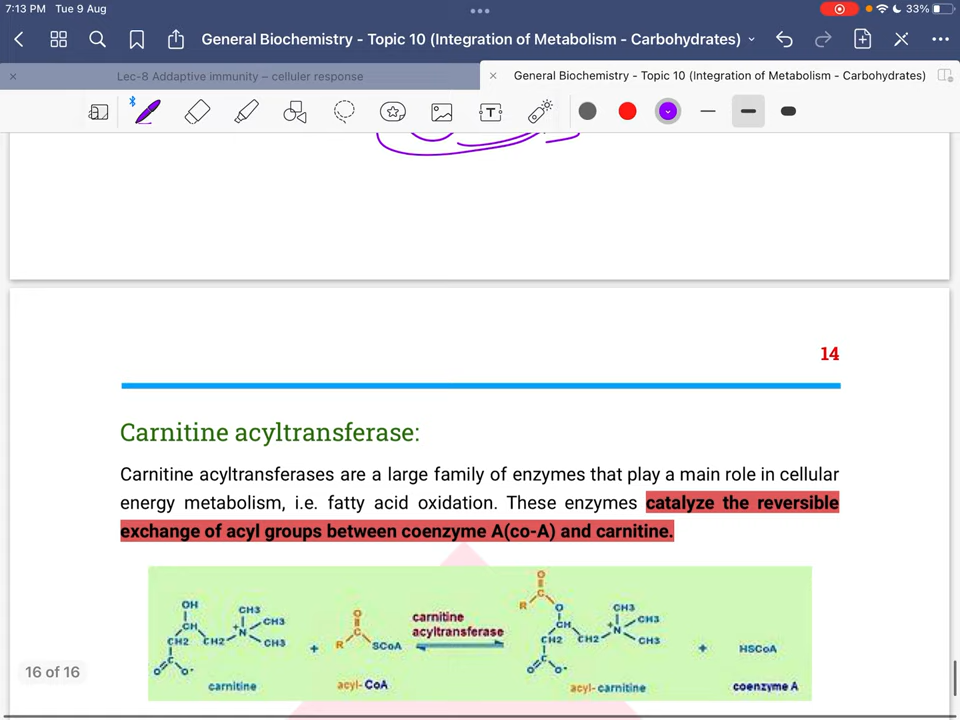 7:13 PM Tue 9 Aug
33%
General Biochemistry - Topic 10 (Integration of Metabolism - Carbohydrates)
Lec-8 Addaptive immunity – celluler response
General Biochemistry - Topic 10 (Integration of Metabolism - Carbohydrates)
14
Carnitine acyltransferase:
Carnitine acyltransferases are a large family of enzymes that play a main role in cellular
energy metabolism, i.e. fatty acid oxidation. These enzymes catalyze the reversible
exchange of acyl groups between coenzyme A(co-A) and carnitine.
OH
CH
CH2
CH2
+
N
CH3
CH3
CH3
O
O-
carnitine
+
O
C
R
SCoA
acyl-CoA
carnitine
acyltransferase
O
C
R
O
CH
CH2
CH2
+
N
CH3
CH3
CH3
C
O
O-
acyl-carnitine
+
HSCoA
coenzyme A
16 of 16